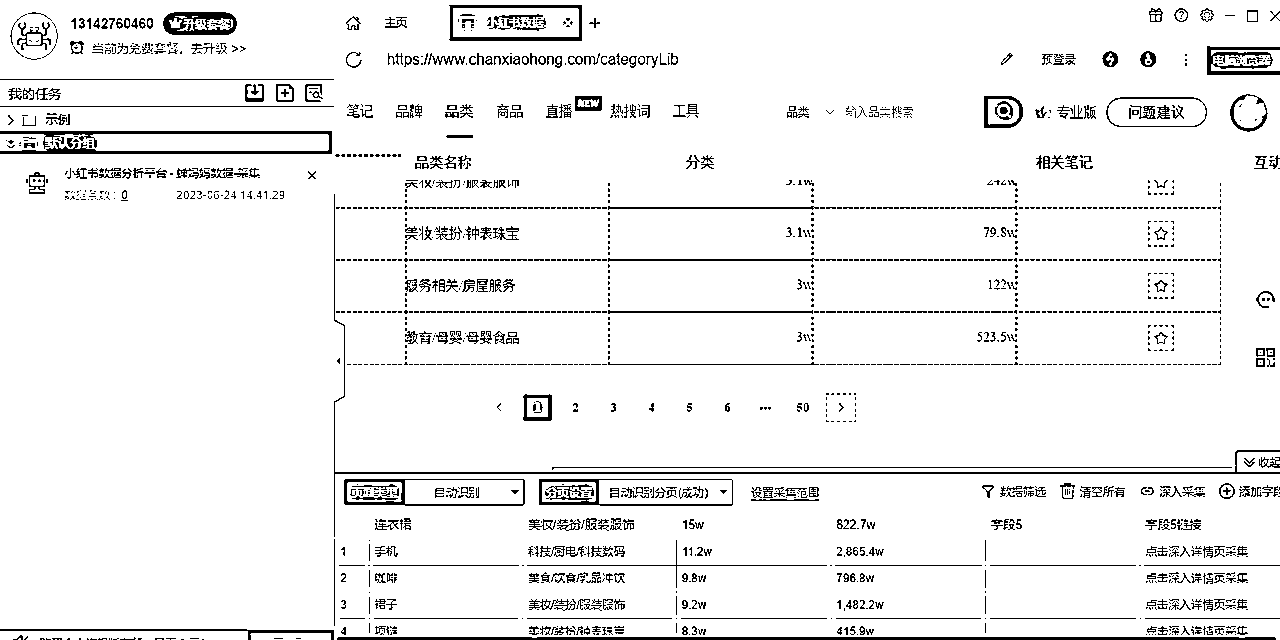 13142760460 升级套餐
当前为免费套餐，去升级 >>
我的任务
示例
默认分组
小红书数据分析平台 - 蝉妈妈数据-采集
数据总数：0 2023-06-24 14:41:29
主页 小红书数据
https://www.chanxiaohong.com/categoryLib 预登录
笔记 品牌 品类 商品 直播 NEW 热搜词 工具 品类 输入品类搜索 专业版 问题建议
品类名称 分类 相关笔记 互动
美妆/装扮/服装服饰 3.1w 242w
美妆/装扮/钟表珠宝 3.1w 79.8w
服务相关/房屋服务 3w 122w
教育/母婴/母婴食品 3w 523.5w
1 2 3 4 5 6 ••• 50
收起
页面类型 自动识别 分页设置 自动识别分页(成功) 设置采集范围 数据筛选 清空所有 深入采集 添加字段
连衣裙 美妆/装扮/服装服饰 15w 822.7w 字段5 字段5链接
1 手机 科技/家电/科技数码 11.2w 2,865.4w 点击深入详情页采集
2 咖啡 美食/饮食/乳品冲饮 9.8w 796.8w 点击深入详情页采集
3 裙子 美妆/装扮/服装服饰 9.2w 1,482.2w 点击深入详情页采集
4 项链 美妆/装扮/钟表珠宝 8.3w 415.9w 点击深入详情页采集